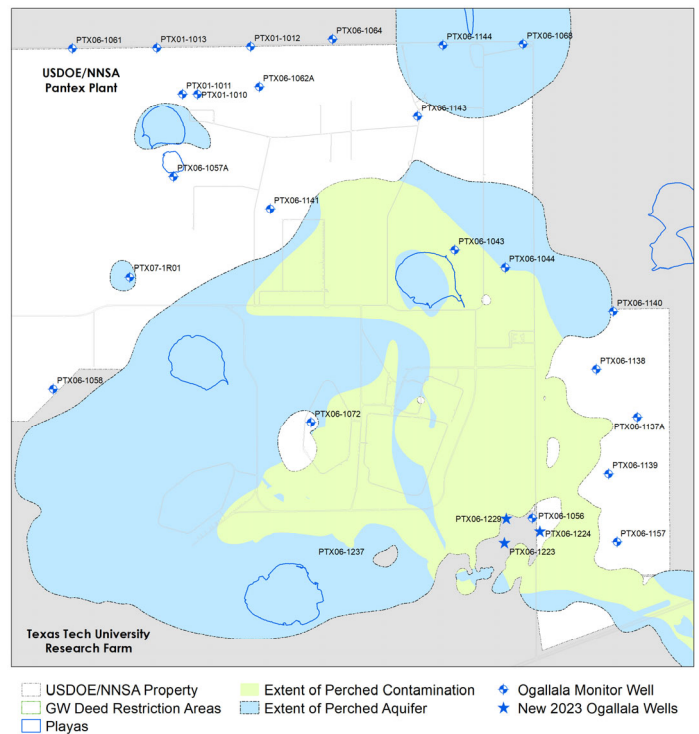 PTX06-1064
PTX06-1061
PTX01-1013
PTX01-1012
PTX06-1144
PTX06-1068
USDOE/NNSA
Pantex Plant
PTX06-1062A
PTX01-1011
PTX01-1010
PTX06-1143
PTX06-1057A
PTX06-1141
PTX06-1043
PTX06-1044
PTX07-1R01
PTX06-1140
PTX06-1138
PTX06-1058
PTX06-1072
PTX06-1137A
PTX06-1139
PTX06-1229
PTX06-1056
PTX06-1224
PTX06-1157
PTX06-1237
PTX06-1223
Texas Tech University
Research Farm
USDOE/NNSA Property
Extent of Perched Contamination
Ogallala Monitor Well
GW Deed Restriction Areas
Extent of Perched Aquifer
New 2023 Ogallala Wells
Playas